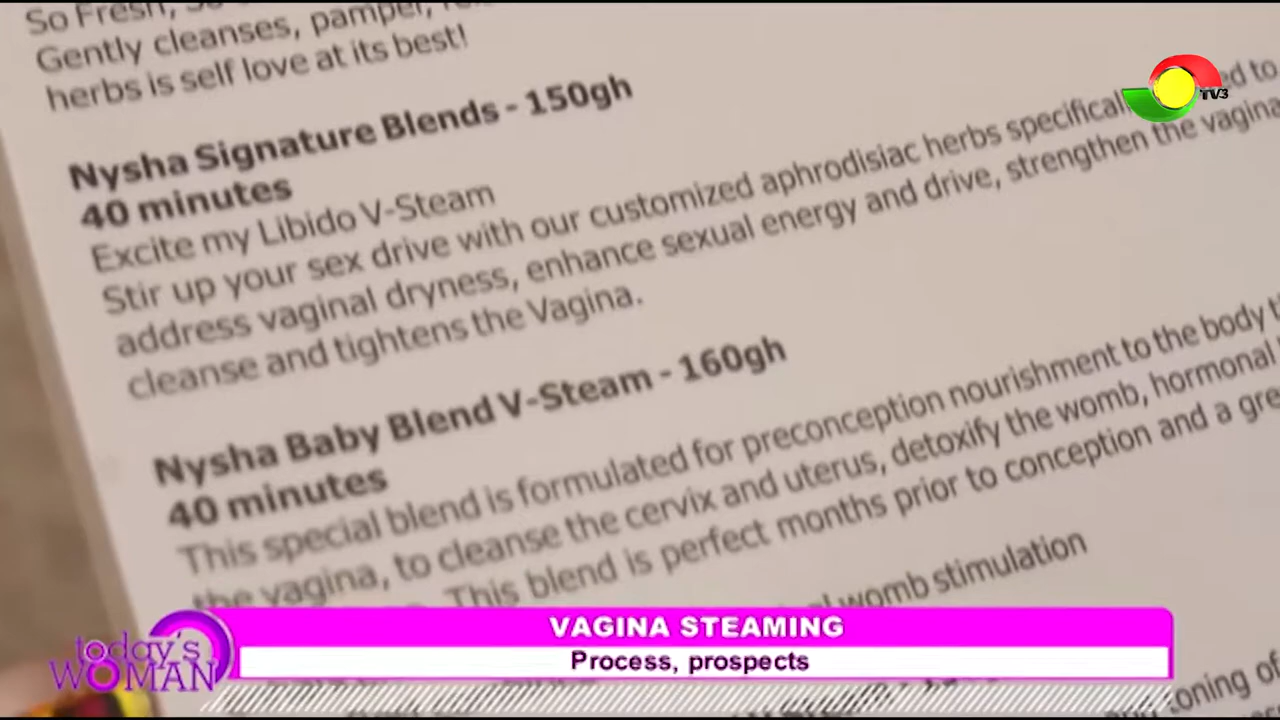 So Fresh,
Gently cleanses, pamper,
herbs is self love at its best!
Nysha Signature Blends - 150gh
40 minutes
Excite my Libido V-Steam
Stir up your sex drive with our customized aphrodisiac herbs to
address vaginal dryness, enhance sexual energy and drive, strengthen the vagina
cleanse and tightens the Vagina.
Nysha Baby Blend V-Steam - 160gh
40 minutes
This special blend is formulated for preconception nourishment to the body
the vagina, to cleanse the cervix and uterus, detoxify the womb, hormonal
This blend is perfect months prior to conception and a
womb stimulation
toning of
TV3
VAGINA STEAMING
Process, prospects
today's
WOMAN